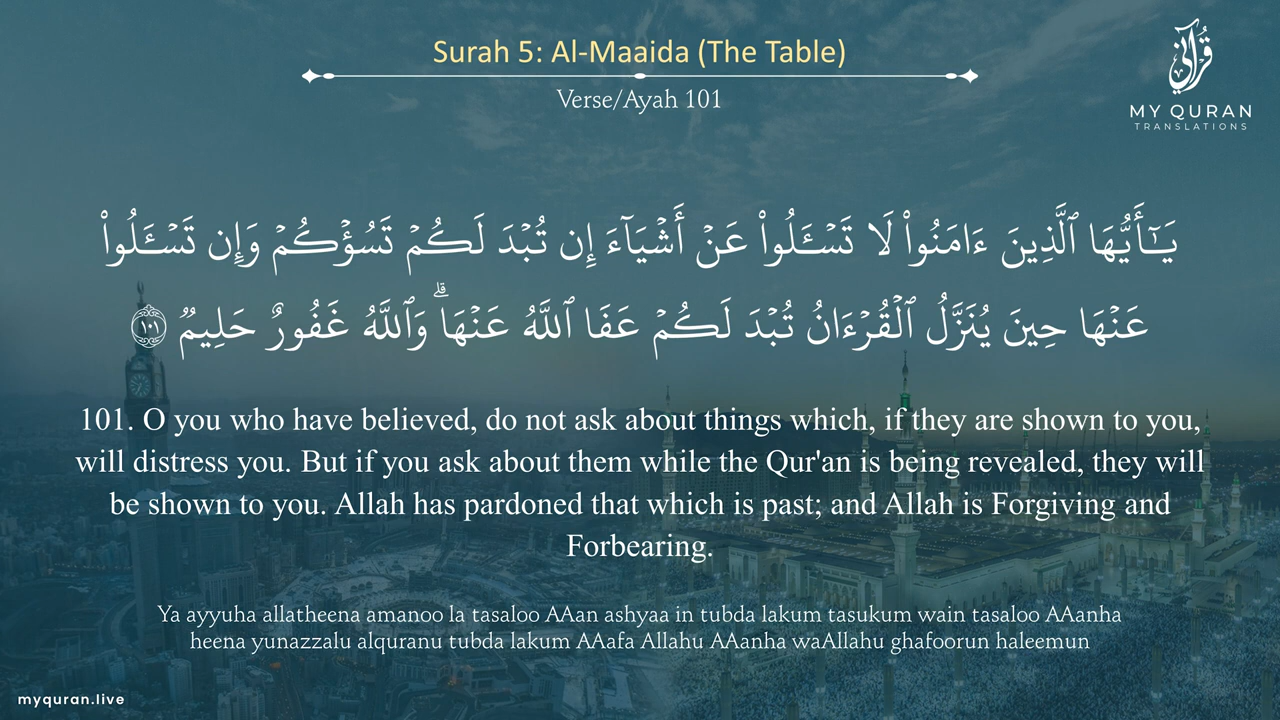 Surah 5: Al-Maaida (The Table)
Verse/Ayah 101
قرآني
MY QURAN
TRANSLATIONS
يَـٰٓأَيُّهَا ٱلَّذِينَ ءَامَنُوا۟ لَا تَسْـَٔلُوا۟ عَنْ أَشْيَآءَ إِن تُبْدَ لَكُمْ تَسُؤْكُمْ وَإِن تَسْـَٔلُوا۟
عَنْهَا حِينَ يُنَزَّلُ ٱلْقُرْءَانُ تُبْدَ لَكُمْ عَفَا ٱللَّهُ عَنْهَا ۗ وَٱللَّهُ غَفُورٌ حَلِيمٌ ١٠١
101. O you who have believed, do not ask about things which, if they are shown to you,
will distress you. But if you ask about them while the Qur'an is being revealed, they will
be shown to you. Allah has pardoned that which is past; and Allah is Forgiving and
Forbearing.
Ya ayyuha allatheena amanoo la tasaloo AAan ashyaa in tubda lakum tasukum wain tasaloo AAanha
heena yunazzalu alquranu tubda lakum AAafa Allahu AAanha waAllahu ghafoorun haleemun
myquran.live